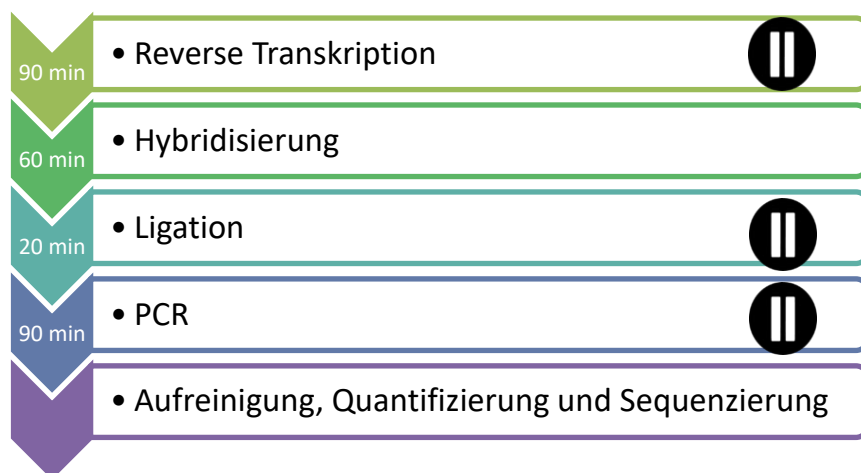 90 min
• Reverse Transkription
60 min
• Hybridisierung
20 min
• Ligation
90 min
• PCR
• Aufreinigung, Quantifizierung und Sequenzierung